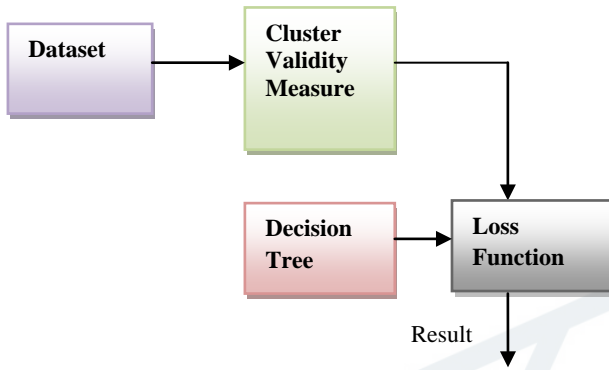 Dataset
Cluster
Validity
Measure
Decision
Tree
Loss
Function
Result